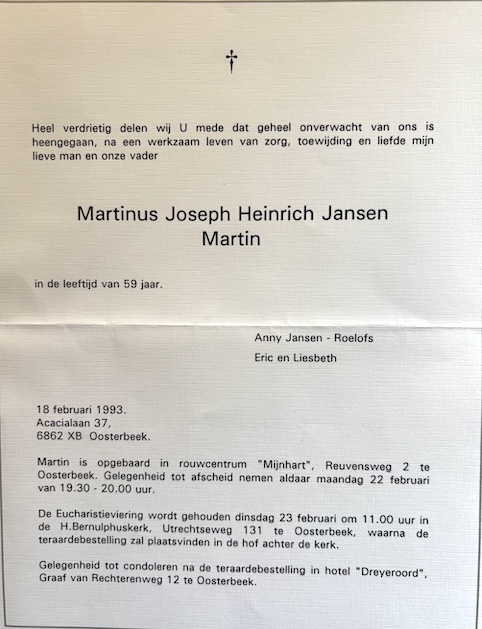 Heel verdrietig delen wij U mede dat geheel onverwacht van ons is
heengegaan, na een werkzaam leven van zorg, toewijding en liefde mijn
lieve man en onze vader
Martinus Joseph Heinrich Jansen
Martin
in de leeftijd van 59 jaar.
Anny Jansen - Roelofs
Eric en Liesbeth
18 februari 1993.
Acacialaan 37,
6862 XB Oosterbeek.
Martin is opgebaard in rouwcentrum "Mijnhart", Reuvensweg 2 te
Oosterbeek. Gelegenheid tot afscheid nemen aldaar maandag 22 februari
van 19.30 - 20.00 uur.
De Eucharistieviering wordt gehouden dinsdag 23 februari om 11.00 uur in
de H.Bernulphuskerk, Utrechtseweg 131 te Oosterbeek, waarna de
teraardebestelling zal plaatsvinden in de hof achter de kerk.
Gelegenheid tot condoleren na de teraardebestelling in hotel "Dreyeroord",
Graaf van Rechterenweg 12 te Oosterbeek.